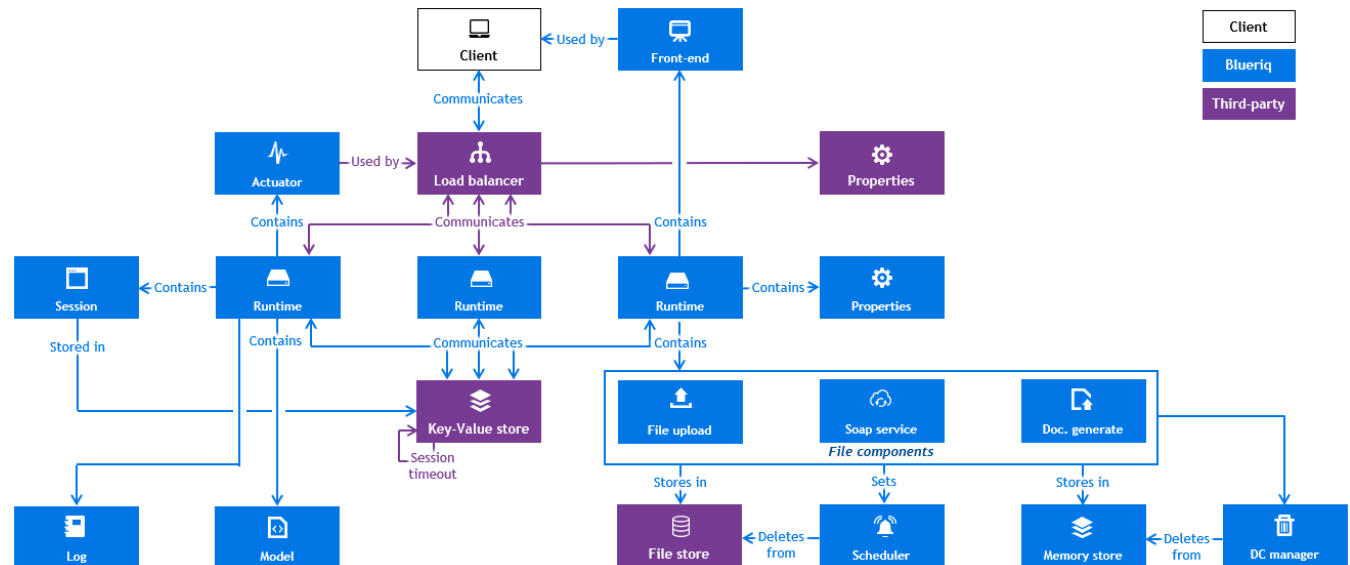 Client
Used by
Front-end
Client
Blueriq
Third-party
Communicates
Actuator
Used by
Load balancer
Properties
Contains
Communicates
Contains
Session
Contains
Runtime
Runtime
Runtime
Contains
Properties
Stored in
Contains
Communicates
Contains
Key-Value store
File upload
Soap service
Doc. generate
File components
Session
timeout
Stores in
Sets
Stores in
Log
Model
File store
Deletes
from
Scheduler
Memory store
Deletes
from
DC manager